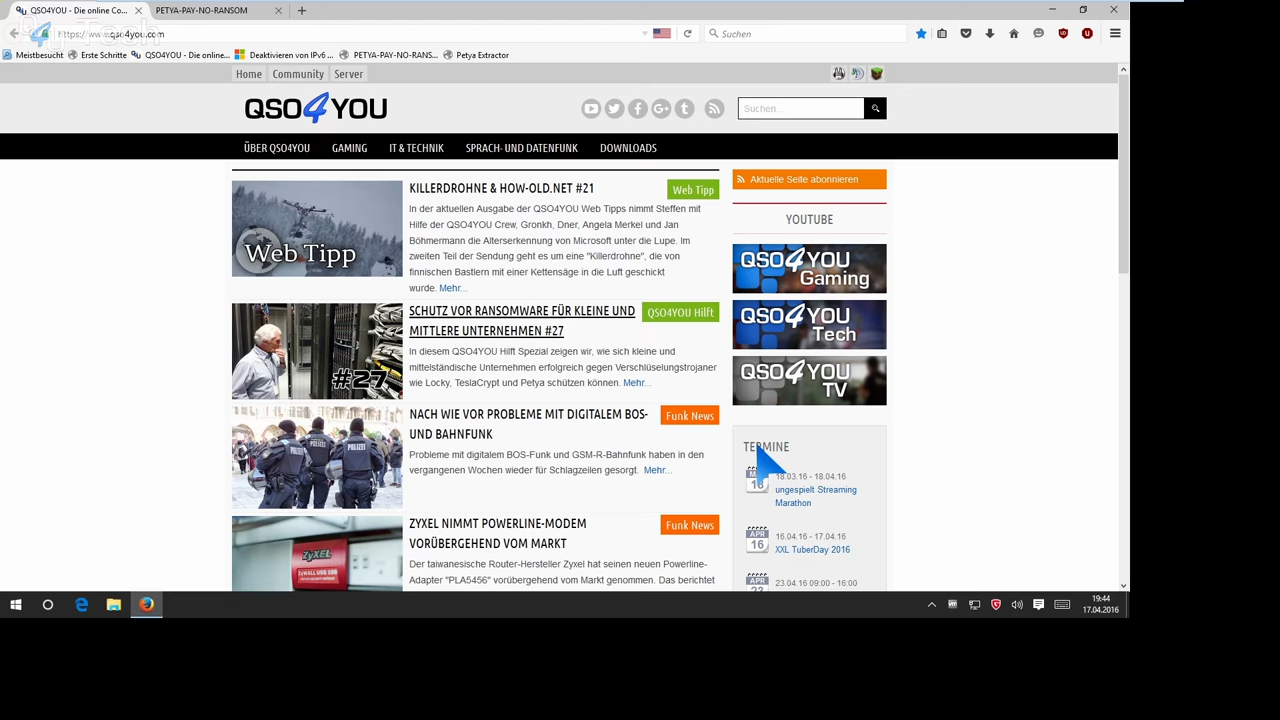 QSO4YOU - Die online Co...
PETYA-PAY-NO-RANSOM
https://www.qso4you.com
Suchen
Meistbesucht
Erste Schritte
QSO4YOU - Die online...
Deaktivieren von IPv6 ...
PETYA-PAY-NO-RANS...
Petya Extractor
Home
Community
Server
QSO4YOU
Suchen...
ÜBER QSO4YOU
GAMING
IT & TECHNIK
SPRACH- UND DATENFUNK
DOWNLOADS
KILLERDROHNE & HOW-OLD.NET #21
Web Tipp
Web Tipp
In der aktuellen Ausgabe der QSO4YOU Web Tipps nimmt Steffen mit
Hilfe der QSO4YOU Crew, Gronkh, Dner, Angela Merkel und Jan
Böhmermann die Alterserkennung von Microsoft unter die Lupe. Im
zweiten Teil der Sendung geht es um eine "Killerdrohne", die von
finnischen Bastlern mit einer Kettensäge in die Luft geschickt
wurde. Mehr...
SCHUTZ VOR RANSOMWARE FÜR KLEINE UND
MITTLERE UNTERNEHMEN #27
QSO4YOU Hilft
#27
In diesem QSO4YOU Hilft Spezial zeigen wir, wie sich kleine und
mittelständische Unternehmen erfolgreich gegen Verschlüselungstrojaner
wie Locky, TeslaCrypt und Petya schützen können. Mehr...
NACH WIE VOR PROBLEME MIT DIGITALEM BOS-
UND BAHNFUNK
Funk News
POLIZEI
POLIZEI
Probleme mit digitalem BOS-Funk und GSM-R-Bahnfunk haben in den
vergangenen Wochen wieder für Schlagzeilen gesorgt. Mehr...
ZYXEL NIMMT POWERLINE-MODEM
VORÜBERGEHEND VOM MARKT
Funk News
ZyXEL
ZyWALL USG 50
Der taiwanesische Router-Hersteller Zyxel hat seinen neuen Powerline-
Adapter "PLA5456" vorübergehend vom Markt genommen. Das berichtet
Aktuelle Seite abonnieren
YOUTUBE
QSO4YOU
Gaming
QSO4YOU
Tech
QSO4YOU
TV
TERMINE
18
18.03.16 - 18.04.16
ungespielt Streaming
Marathon
APR
16
16.04.16 - 17.04.16
XXL TuberDay 2016
APR
23
23.04.16 09:00 - 16:00
19:44
17.04.2016